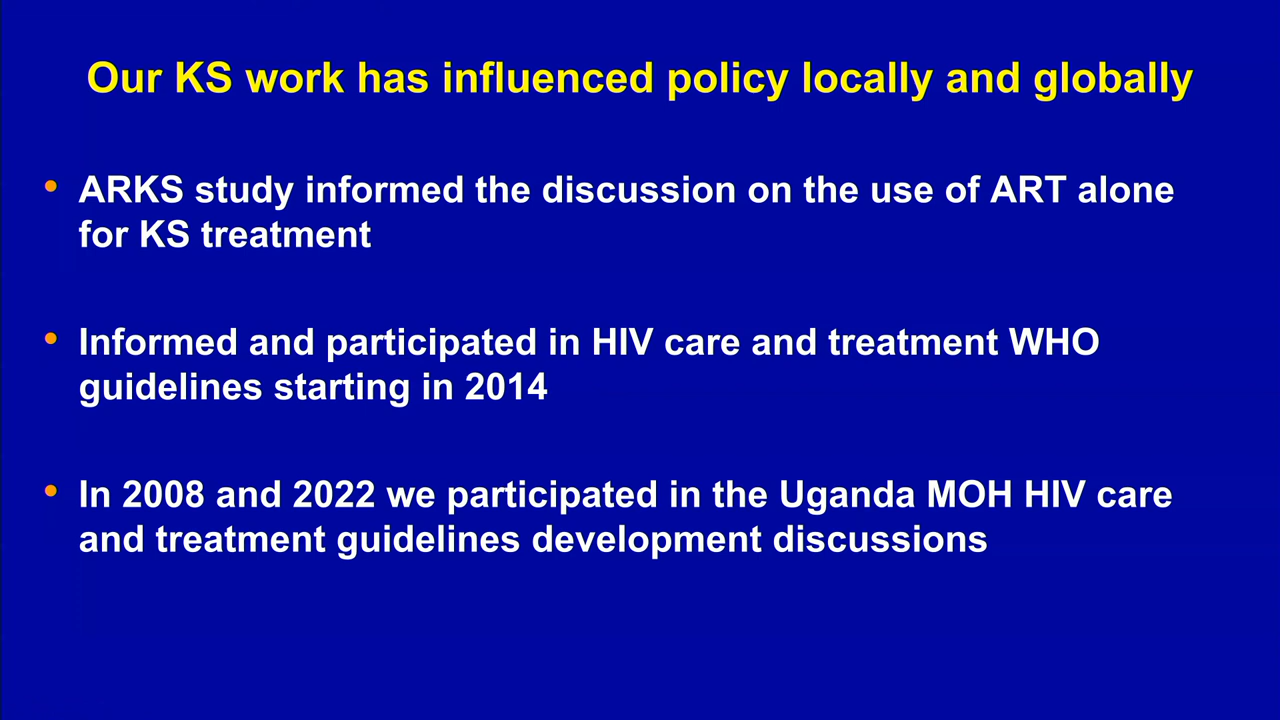 Our KS work has influenced policy locally and globally
• ARKS study informed the discussion on the use of ART alone
for KS treatment
• Informed and participated in HIV care and treatment WHO
guidelines starting in 2014
• In 2008 and 2022 we participated in the Uganda MOH HIV care
and treatment guidelines development discussions